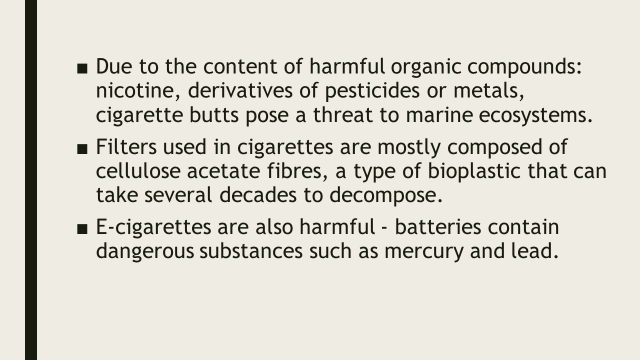 ■ Due to the content of harmful organic compounds:
nicotine, derivatives of pesticides or metals,
cigarette butts pose a threat to marine ecosystems.
■ Filters used in cigarettes are mostly composed of
cellulose acetate fibres, a type of bioplastic that can
take several decades to decompose.
■ E-cigarettes are also harmful - batteries contain
dangerous substances such as mercury and lead.